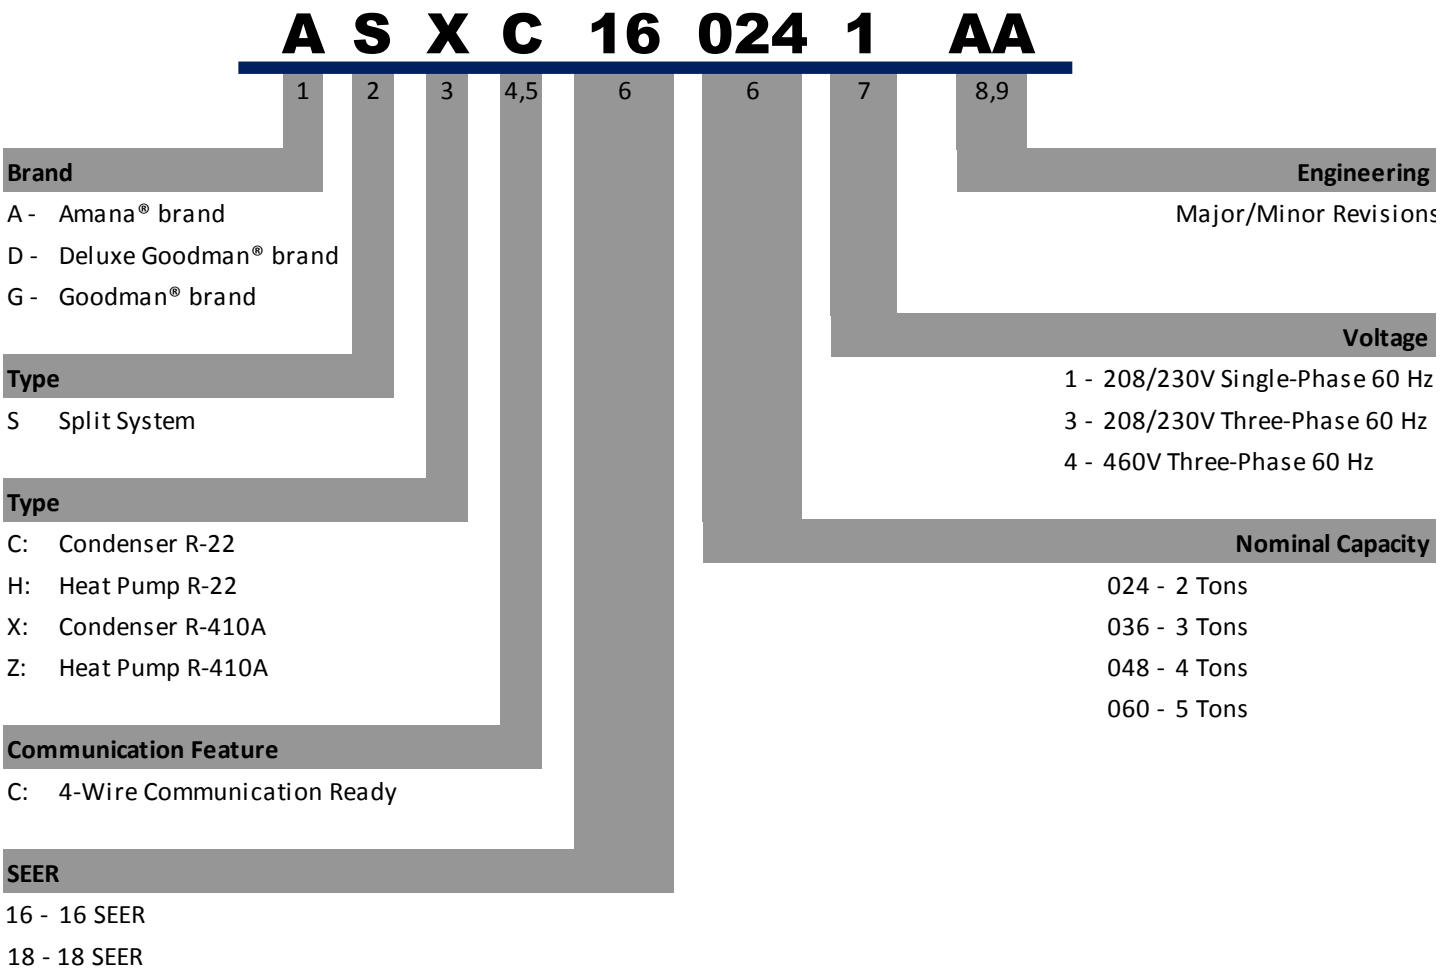 A S X C 16 024 1 AA
1 2 3 4,5 6 6 7 8,9
Brand
A - Amana® brand
D - Deluxe Goodman® brand
G - Goodman® brand
Type
S Split System
Type
C: Condenser R-22
H: Heat Pump R-22
X: Condenser R-410A
Z: Heat Pump R-410A
Communication Feature
C: 4-Wire Communication Ready
SEER
16 - 16 SEER
18 - 18 SEER
Engineering
Major/Minor Revisions
Voltage
1 - 208/230V Single-Phase 60 Hz
3 - 208/230V Three-Phase 60 Hz
4 - 460V Three-Phase 60 Hz
Nominal Capacity
024 - 2 Tons
036 - 3 Tons
048 - 4 Tons
060 - 5 Tons